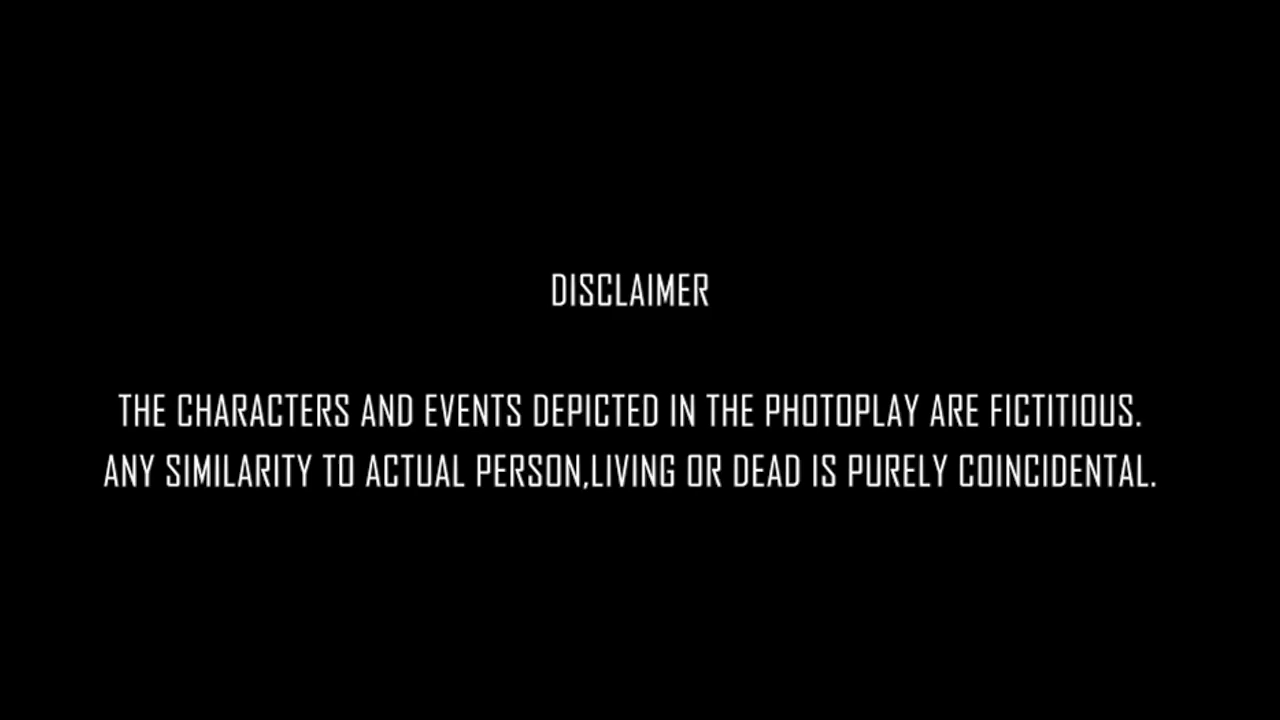 DISCLAIMER
THE CHARACTERS AND EVENTS DEPICTED IN THE PHOTOPLAY ARE FICTITIOUS.
ANY SIMILARITY TO ACTUAL PERSON,LIVING OR DEAD IS PURELY COINCIDENTAL.